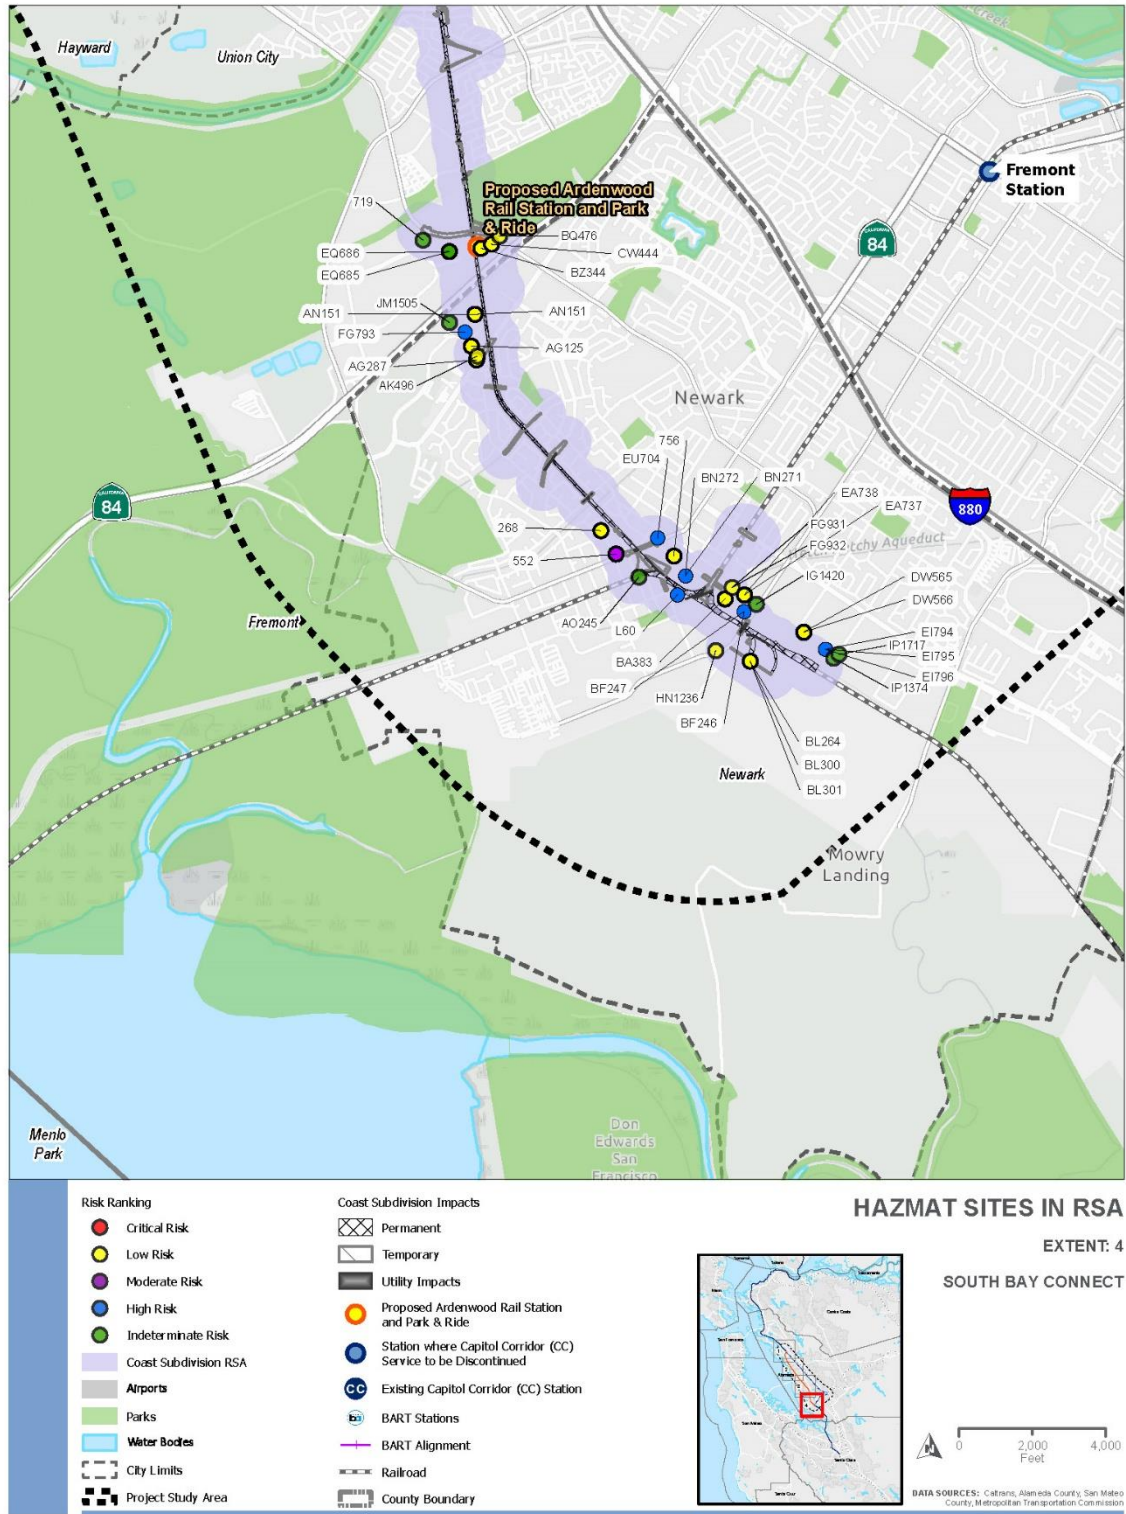 Hayward
Union City
Creek
Fremont
Station
Proposed Ardenwood
Rail Station and Park
& Ride
719
BQ476
EQ686
CW444
84
EQ685
BZ344
JM1505
AN151
AN151
FG793
AG125
AG287
AK496
Newark
756
EU704
BN272
BN271
EA738
84
FG931
EA737
880
268
FG932
Aqueduct
552
IG1420
DW565
DW566
Fremont
AO245
L60
EI794
IP1717
EI795
BA383
EI796
BF247
HN1236
IP1374
BF246
BL264
BL300
Newark
BL301
Mowry
Landing
Don
Edwards
San
Francisco
Menlo
Park
Risk Ranking
Critical Risk
Low Risk
Moderate Risk
High Risk
Indeterminate Risk
Coast Subdivision RSA
Airports
Parks
Water Bodies
City Limits
Project Study Area
Coast Subdivision Impacts
Permanent
Temporary
Utility Impacts
Proposed Ardenwood Rail Station
and Park & Ride
Station where Capitol Corridor (CC)
Service to be Discontinued
CC
Existing Capitol Corridor (CC) Station
BART Stations
BART Alignment
Railroad
County Boundary
HAZMAT SITES IN RSA
EXTENT: 4
SOUTH BAY CONNECT
0 2,000 4,000
Feet
DATA SOURCES: Caltrans, Alameda County, San Mateo
County, Metropolitan Transportation Commission